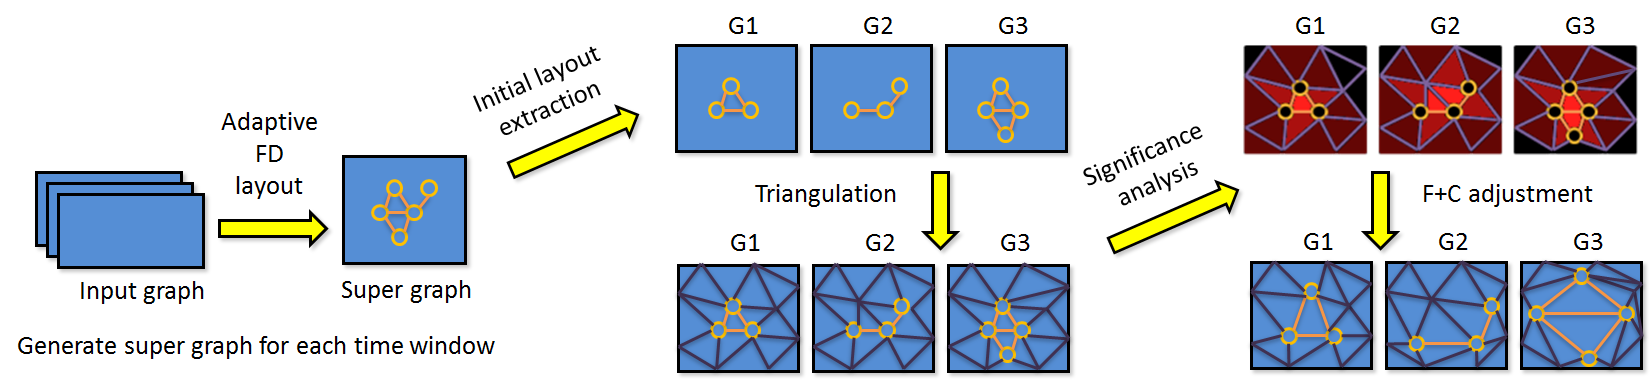 Input graph
Generate super graph for each time window
Adaptive
FD
layout
Super graph
Initial layout
extraction
G1 G2 G3
Triangulation
G1 G2 G3
Significance
analysis
G1 G2 G3
F+C adjustment
G1 G2 G3